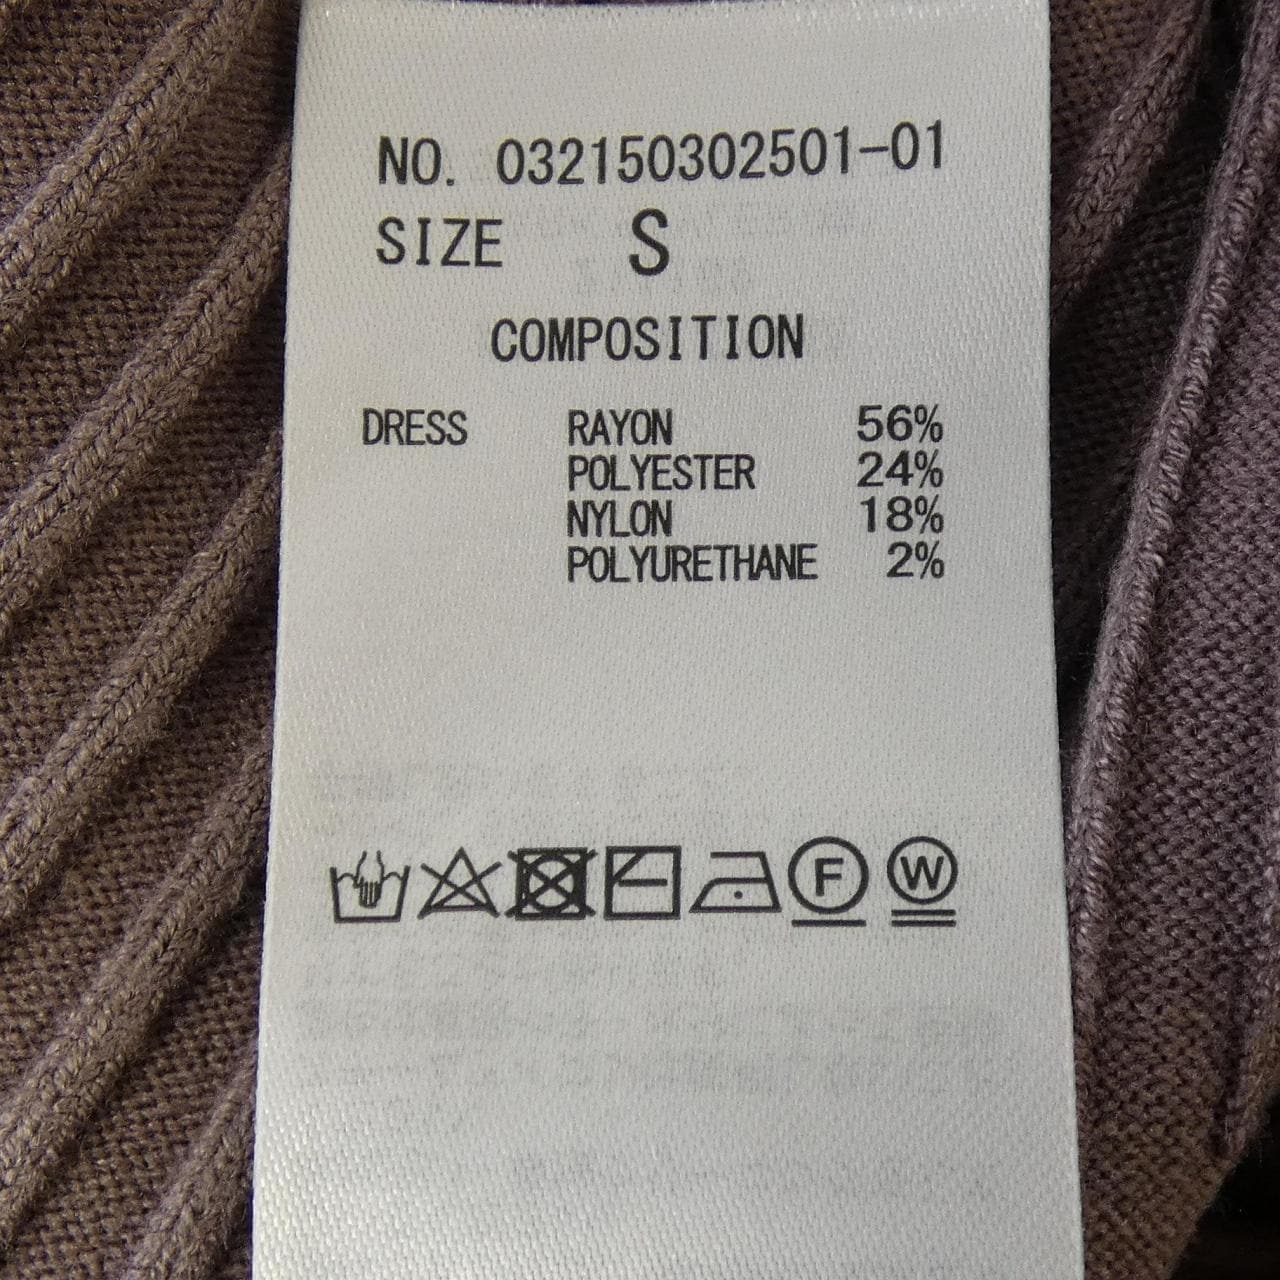 NO. 032150302501-01
SIZE S
COMPOSITION
DRESS RAYON 56%
POLYESTER 24%
NYLON 18%
POLYURETHANE 2%
F W